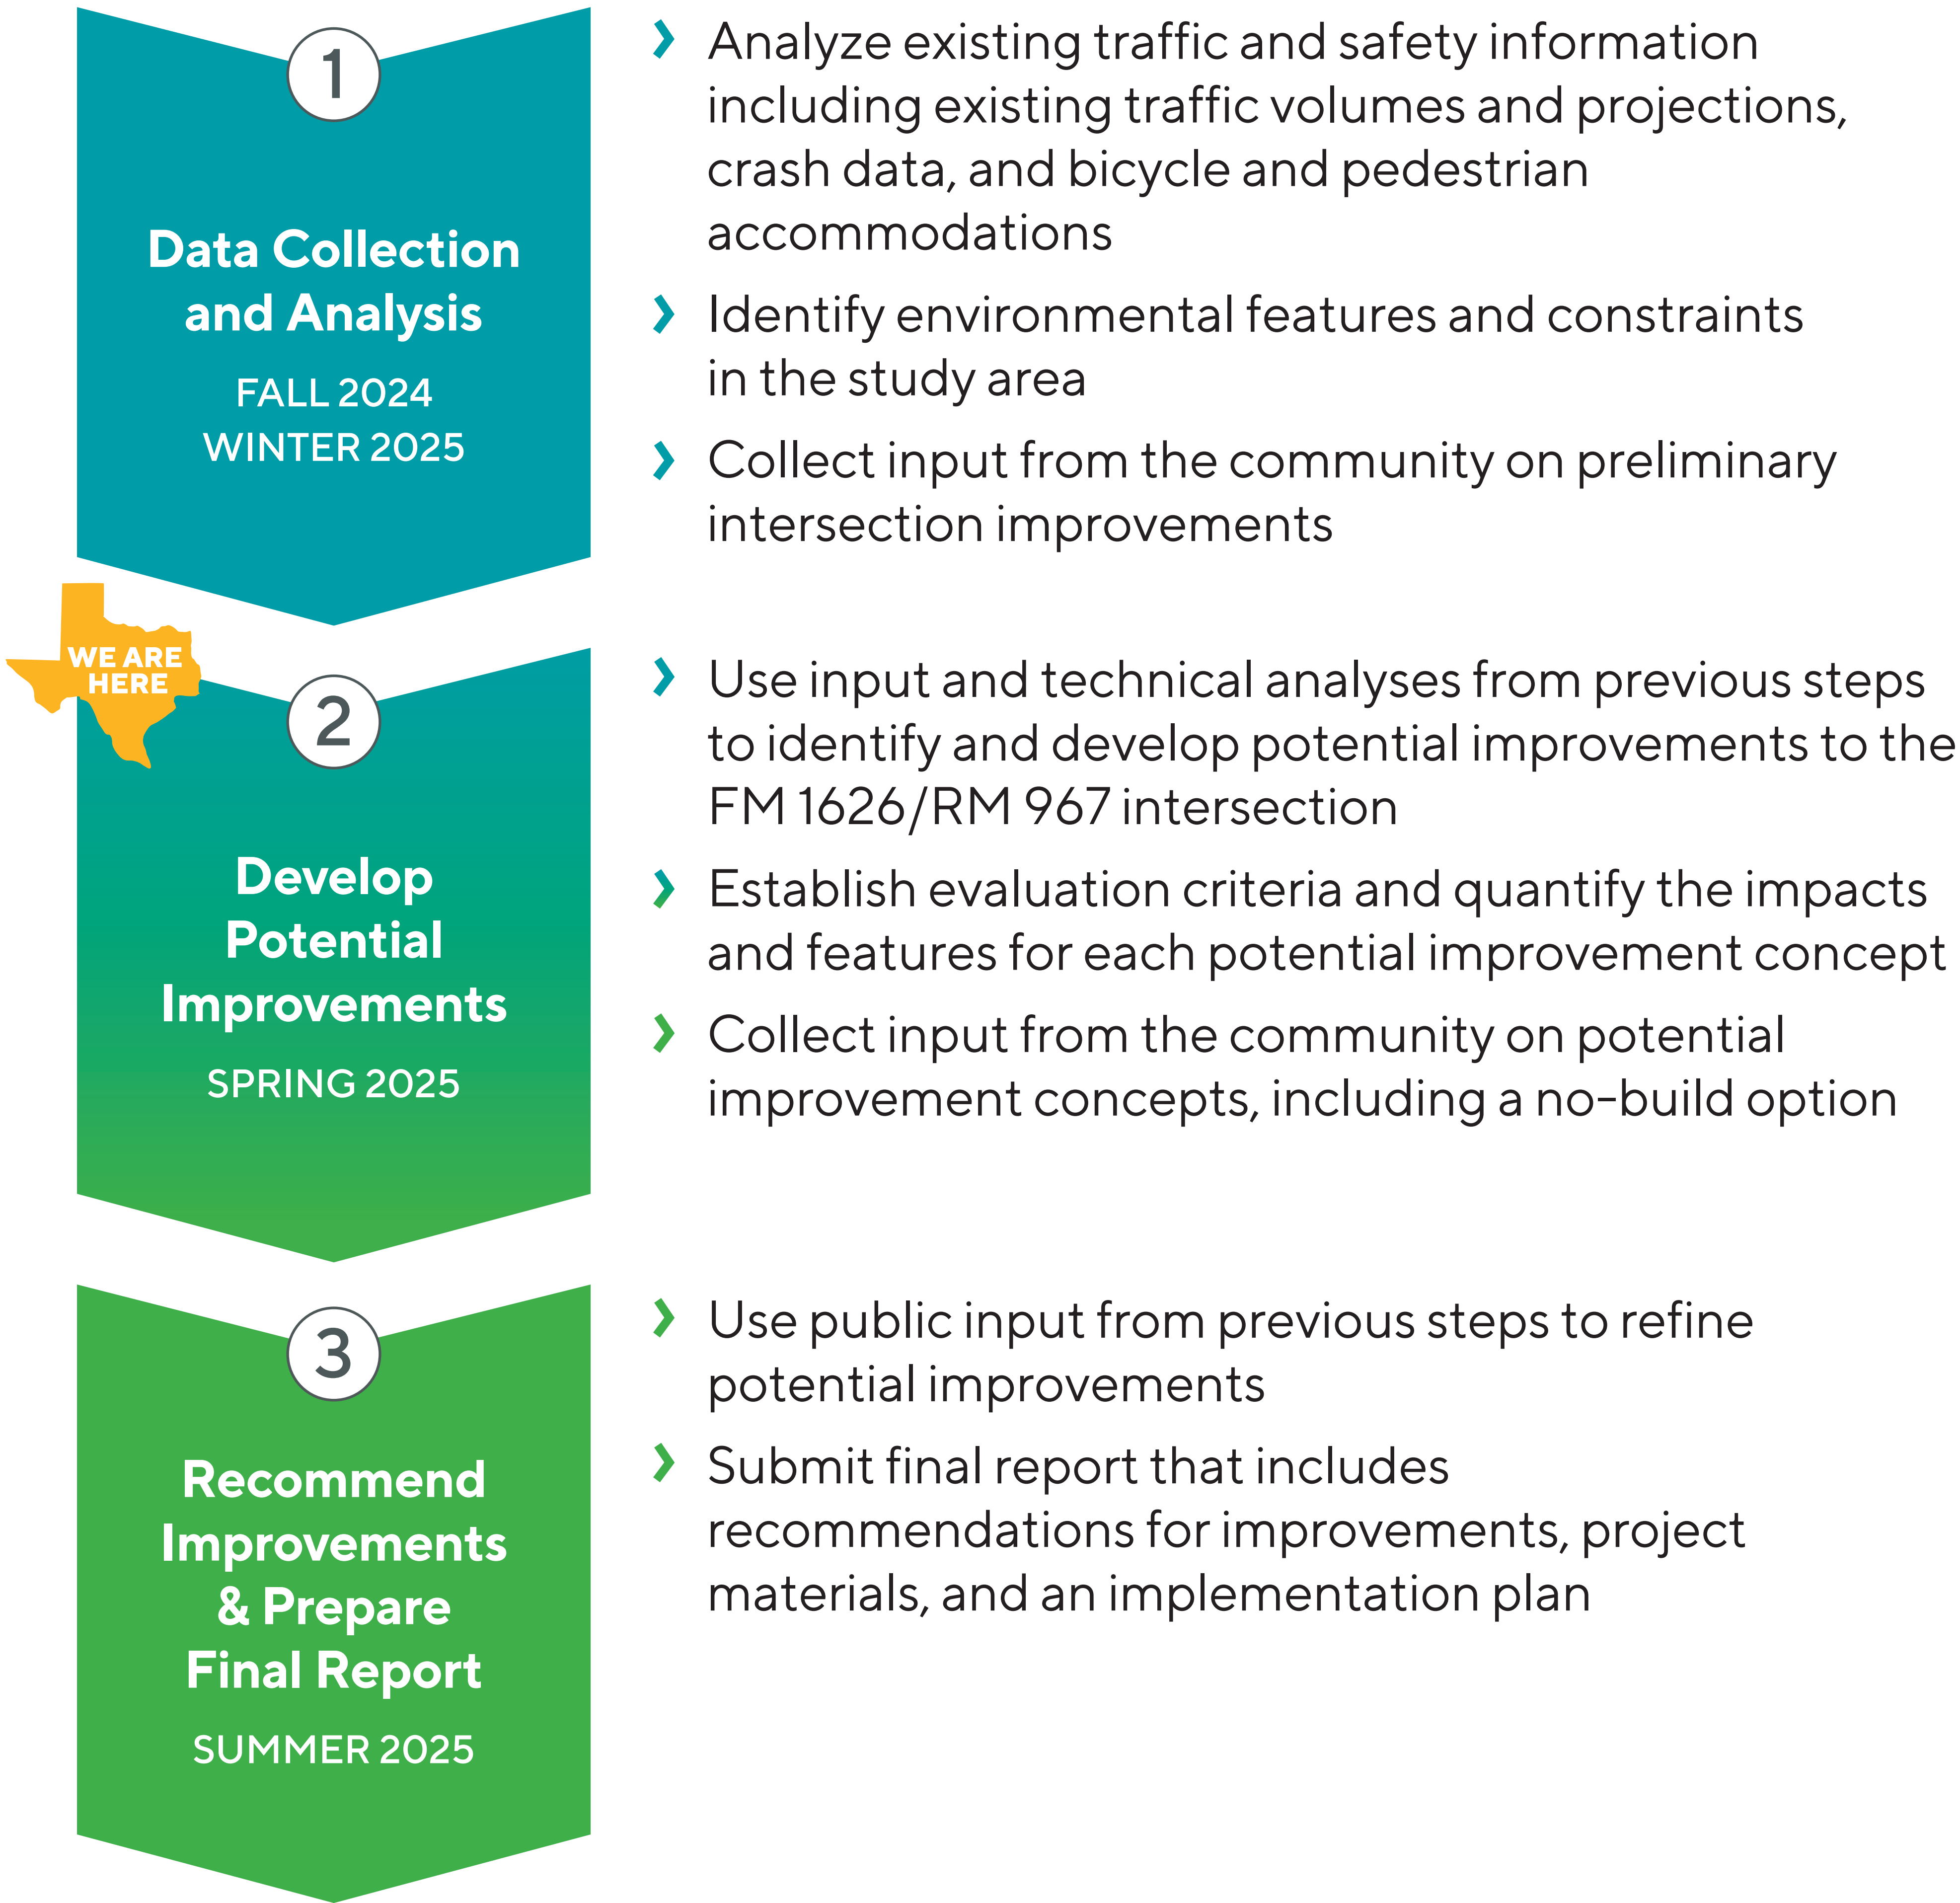 1
Data Collection
and Analysis
FALL 2024
WINTER 2025
Analyze existing traffic and safety information
including existing traffic volumes and projections,
crash data, and bicycle and pedestrian
accommodations
Identify environmental features and constraints
in the study area
Collect input from the community on preliminary
intersection improvements
WE ARE
HERE
2
Develop
Potential
Improvements
SPRING 2025
Use input and technical analyses from previous steps
to identify and develop potential improvements to the
FM 1626/RM 967 intersection
Establish evaluation criteria and quantify the impacts
and features for each potential improvement concept
Collect input from the community on potential
improvement concepts, including a no-build option
3
Recommend
Improvements
& Prepare
Final Report
SUMMER 2025
Use public input from previous steps to refine
potential improvements
Submit final report that includes
recommendations for improvements, project
materials, and an implementation plan